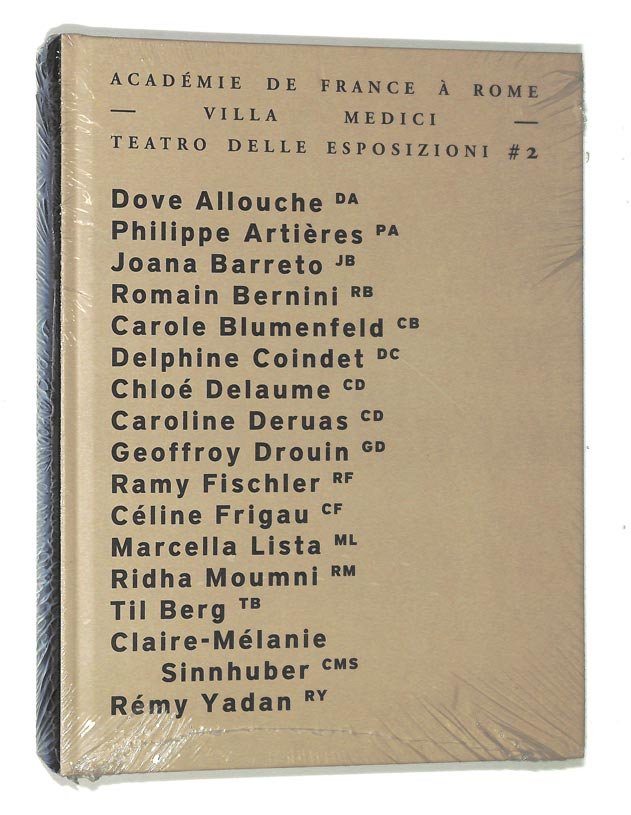 ACADÉMIE DE FRANCE À ROME
— VILLA MEDICI —
TEATRO DELLE ESPOSIZIONI #2
Dove Allouche DA
Philippe Artières PA
Joana Barreto JB
Romain Bernini RB
Carole Blumenfeld CB
Delphine Coindet DC
Chloé Delaume CD
Caroline Deruas CD
Geoffroy Drouin GD
Ramy Fischler RF
Céline Frigau CF
Marcella Lista ML
Ridha Moumni RM
Til Berg TB
Claire-Mélanie
Sinnhuber CMS
Rémy Yadan RY